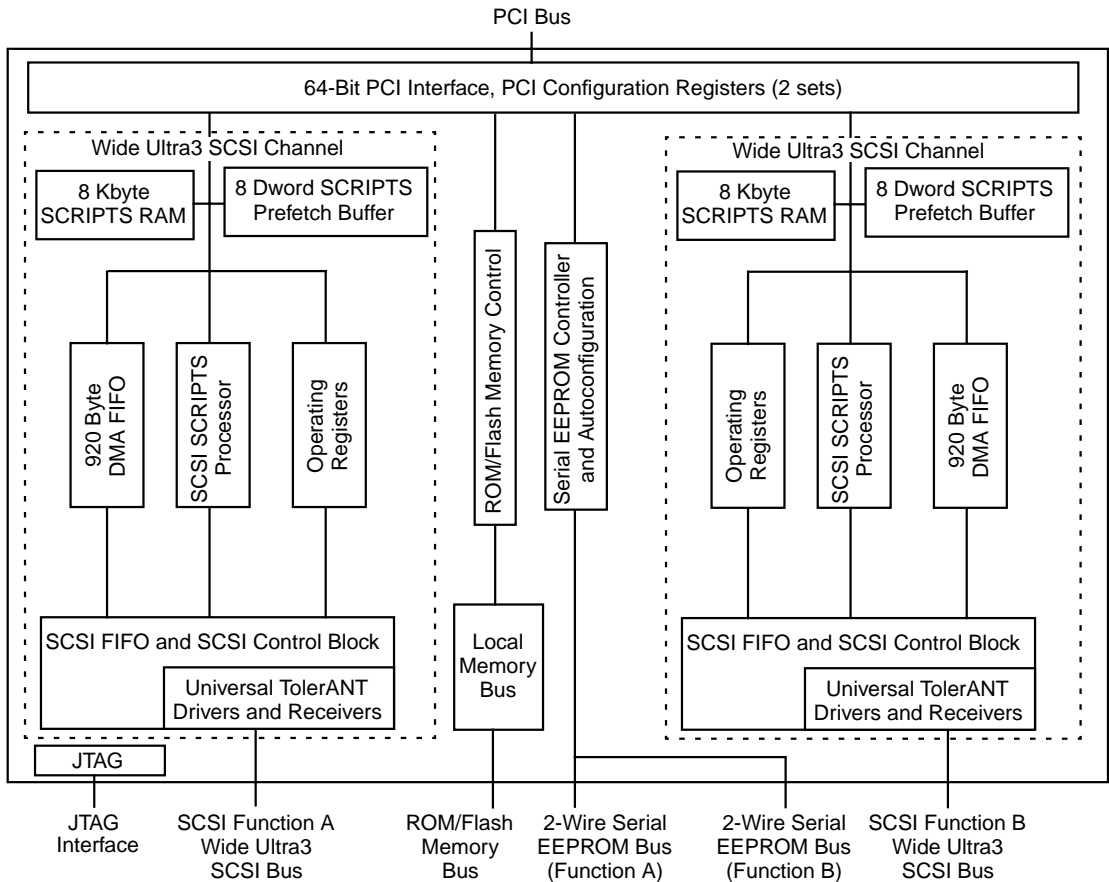 PCI Bus
64-Bit PCI Interface, PCI Configuration Registers (2 sets)
Wide Ultra3 SCSI Channel
8 Kbyte
SCRIPTS RAM
8 Dword SCRIPTS
Prefetch Buffer
920 Byte
DMA FIFO
SCSI SCRIPTS
Processor
Operating
Registers
SCSI FIFO and SCSI Control Block
Universal TolerANT
Drivers and Receivers
JTAG
ROM/Flash Memory Control
Local
Memory
Bus
Serial EEPROM Controller
and Autoconfiguration
Wide Ultra3 SCSI Channel
8 Kbyte
SCRIPTS RAM
8 Dword SCRIPTS
Prefetch Buffer
Operating
Registers
SCSI SCRIPTS
Processor
920 Byte
DMA FIFO
SCSI FIFO and SCSI Control Block
Universal TolerANT
Drivers and Receivers
JTAG
Interface
SCSI Function A
Wide Ultra3
SCSI Bus
ROM/Flash
Memory
Bus
2-Wire Serial
EEPROM Bus
(Function A)
2-Wire Serial
EEPROM Bus
(Function B)
SCSI Function B
Wide Ultra3
SCSI Bus